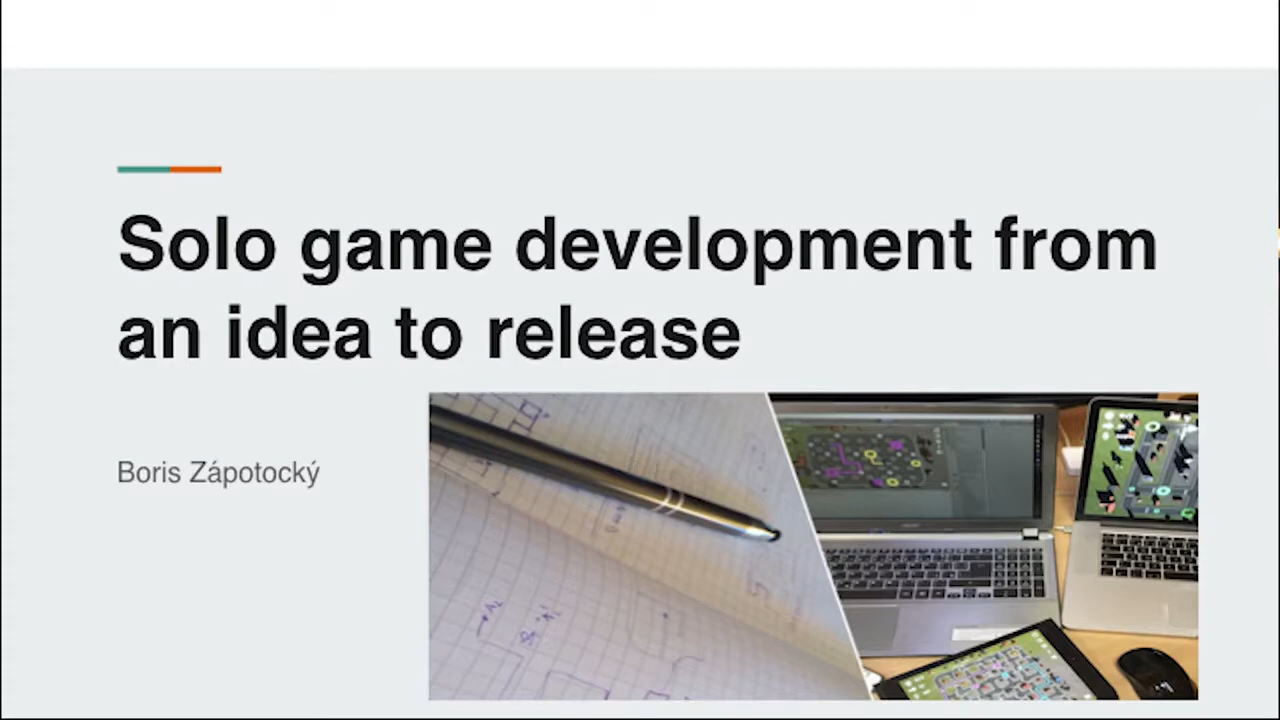 Solo game development from
an idea to release
Boris Zápotocký